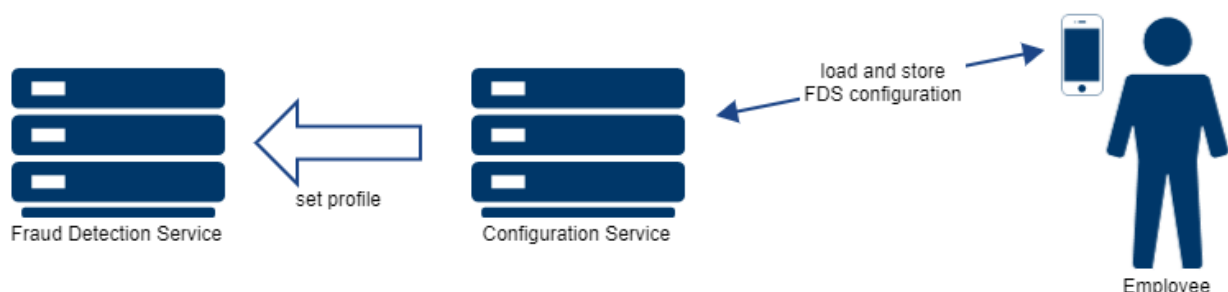 load and store
FDS configuration
set profile
Fraud Detection Service
Configuration Service
Employee